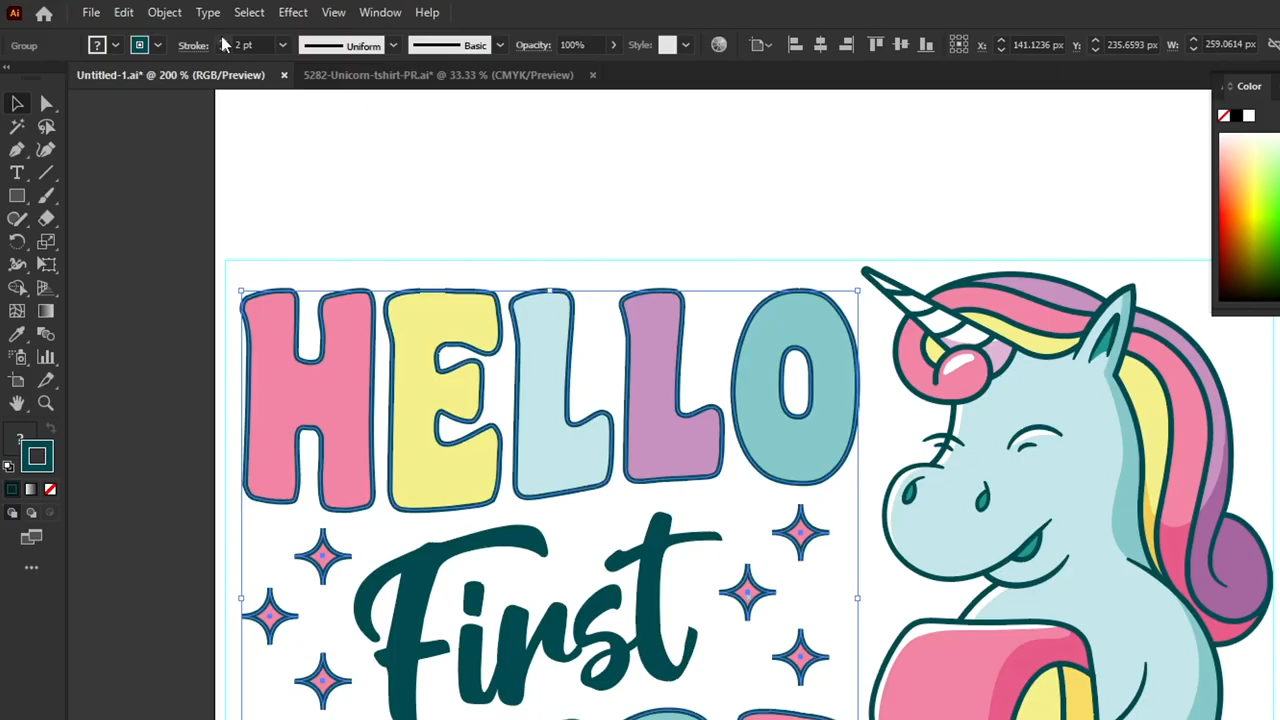 Ai File Edit Object Type Select Effect View Window Help
Group ? Stroke: 2 pt Uniform Basic Opacity: 100% Style: X: 141.1236 px Y: 235.6593 px W: 259.0614 px
Untitled-1.ai* @ 200 % (RGB/Preview) × 5282-Unicorn-tshirt-PR.ai* @ 33.33 % (CMYK/Preview) ×
Color
HELLO
First